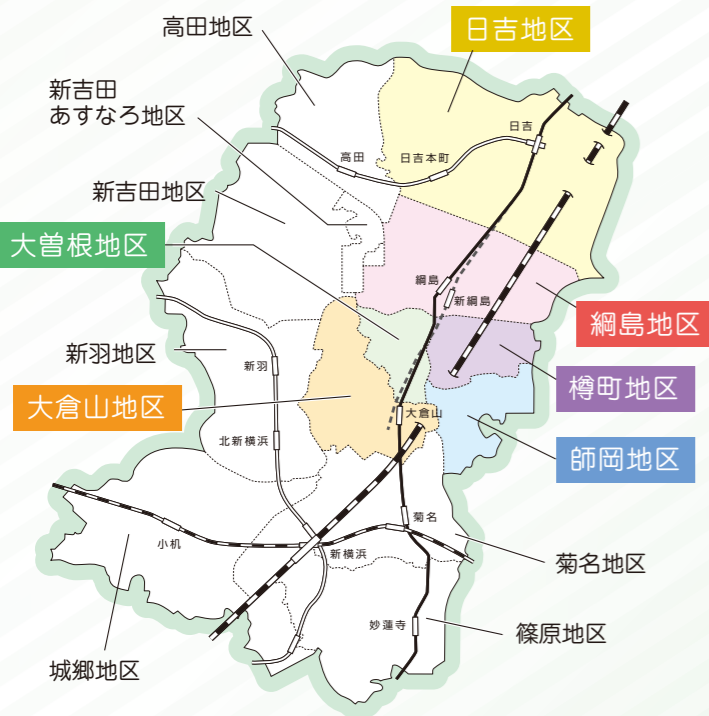 高田地区
日吉地区
新吉田
あすなろ地区
日吉
高田
日吉本町
新吉田地区
大曽根地区
綱島
新綱島
綱島地区
新羽地区
新羽
樽町地区
大倉山地区
大倉山
北新横浜
師岡地区
菊名
小机
新横浜
菊名地区
妙蓮寺
篠原地区
城郷地区